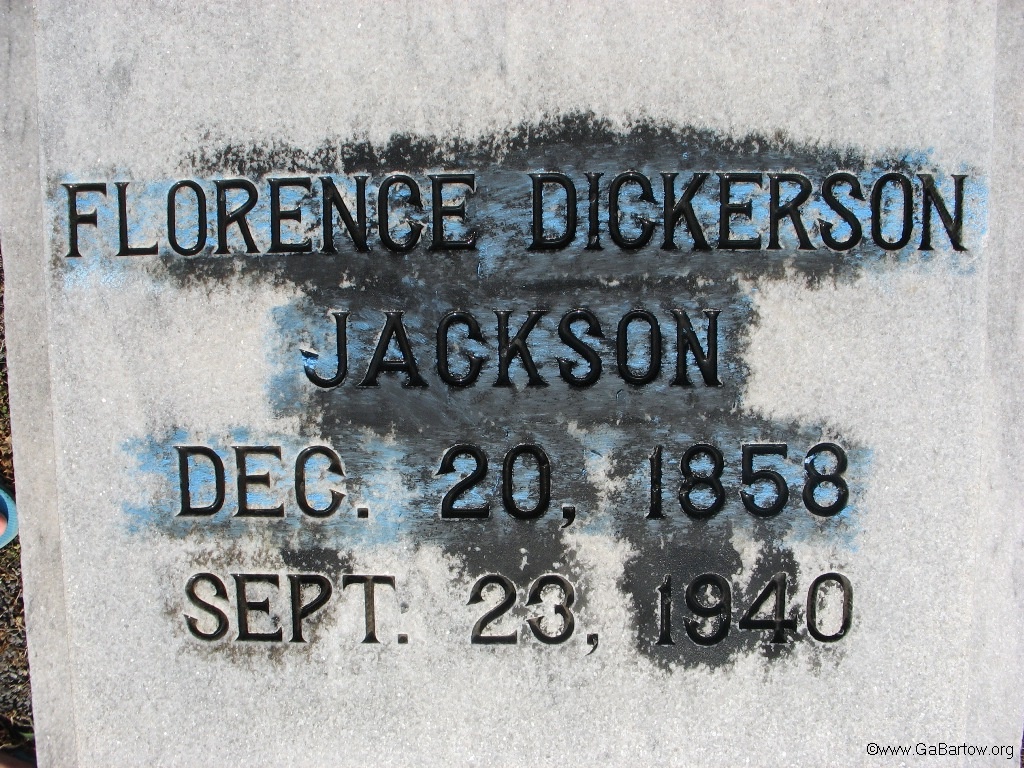 FLORENCE DICKERSON
JACKSON
DEC. 20, 1858
SEPT. 23, 1940
©www.GaBartow.org